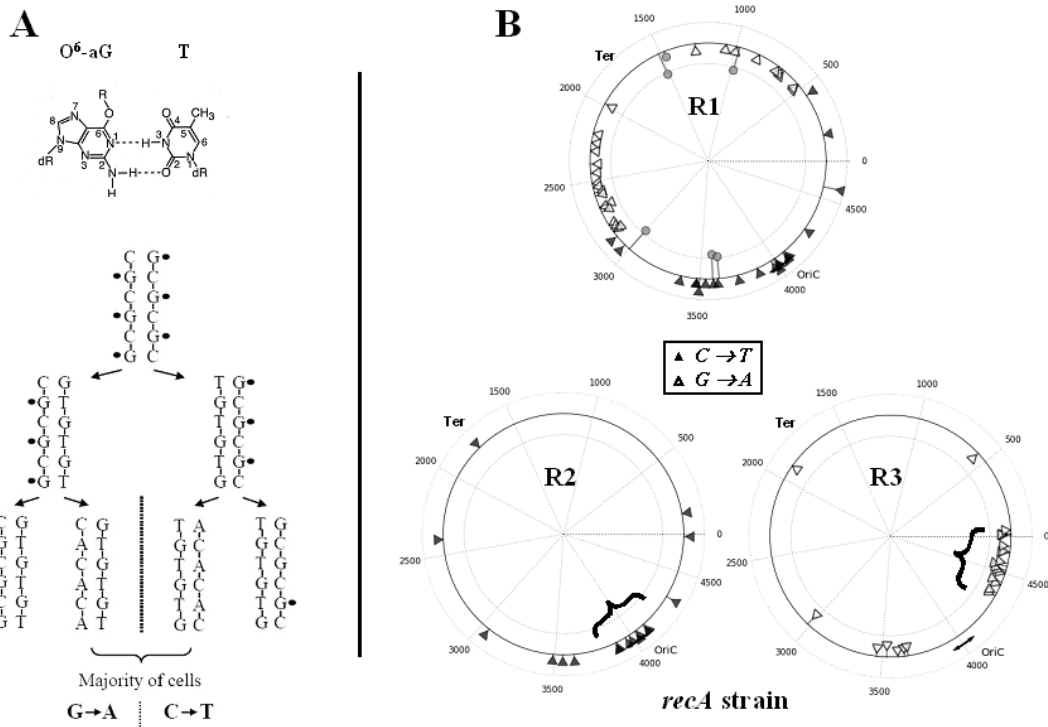 A
O⁶-aG T
R
O
7
8
6
5
N
1
N
9
N
3
2
dR
N
H
H
H
O
4
CH₃
5
3
N
6
2
N
1
O
dR
C G
G C
C G
G C
C G
G C
C G
G T
C G
G T
C G
G T
T G
G C
T G
G C
T G
G C
C G
G T
C G
G T
C G
G T
C G
A T
C G
A T
C G
A T
T A
G C
T A
G C
T A
G C
T G
G C
T G
G C
T G
G C
Majority of cells
G→A C→T
B
R1
Ter
OriC
0
500
1000
1500
2000
2500
3000
3500
4000
4500
C → T
G → A
R2
Ter
OriC
0
500
1000
1500
2000
2500
3000
3500
4000
4500
R3
Ter
OriC
0
500
1000
1500
2000
2500
3000
3500
4000
4500
recA strain